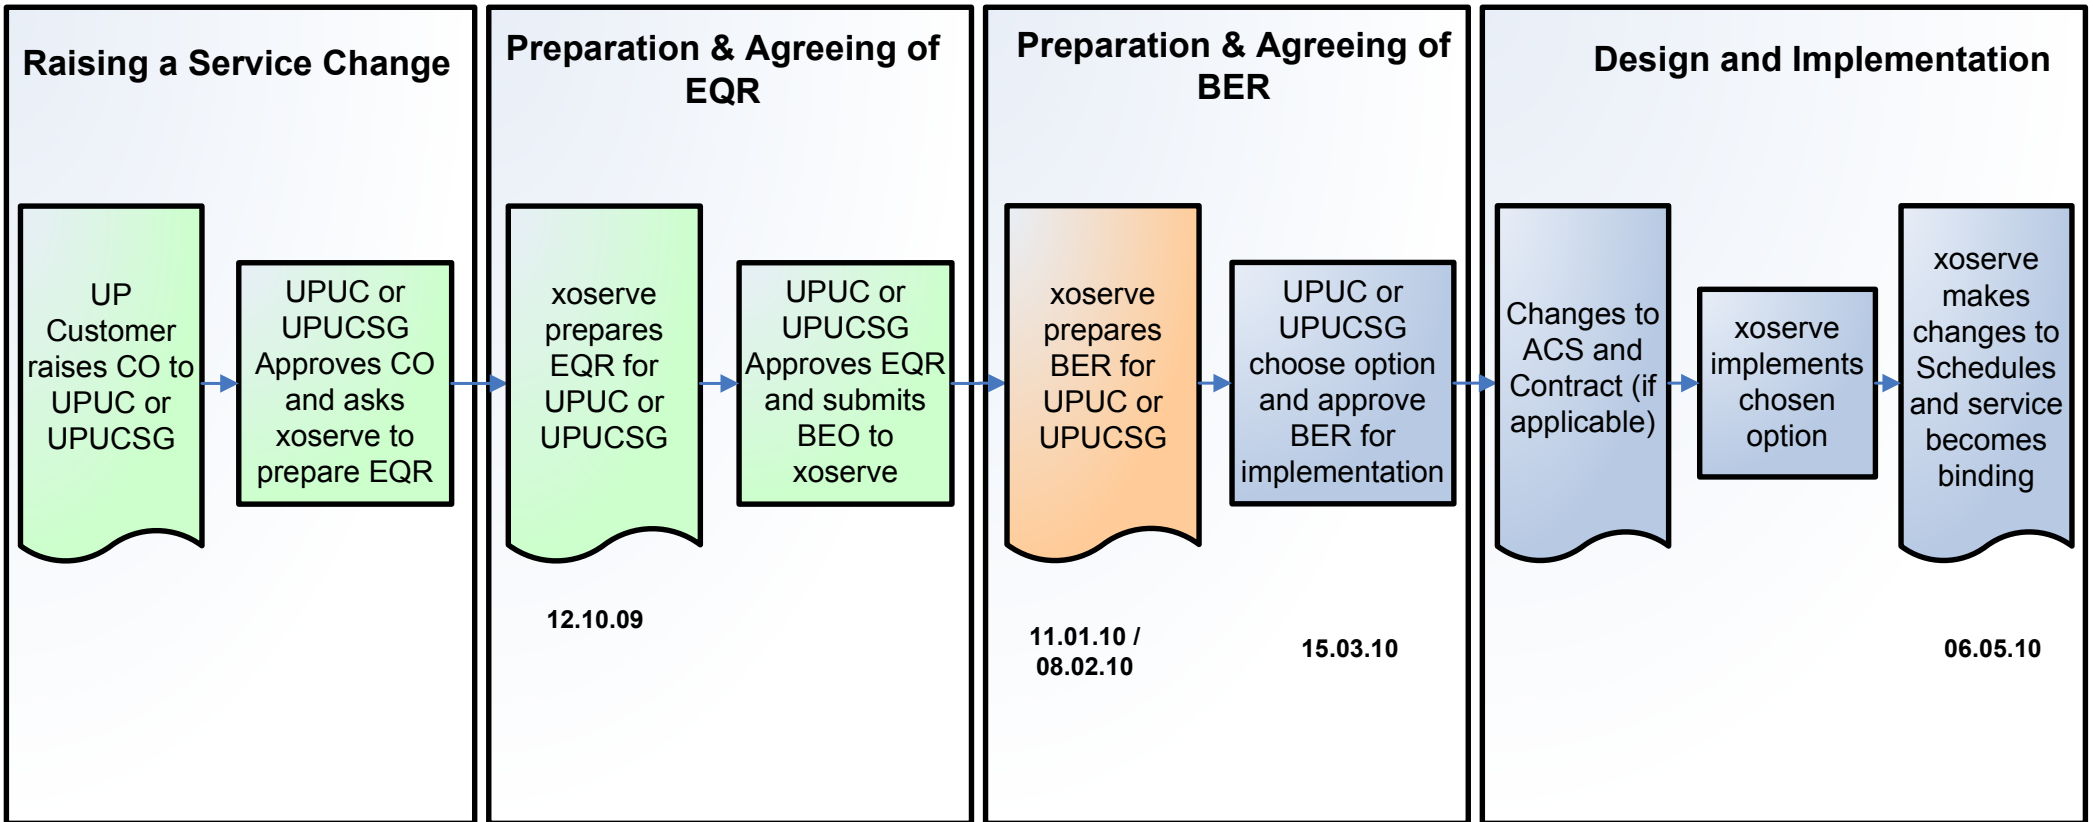 Raising a Service Change
UP
Customer
raises CO to
UPUC or
UPUCSG
UPUC or
UPUCSG
Approves CO
and asks
xoserve to
prepare EQR
Preparation & Agreeing of
EQR
xoserve
prepares
EQR for
UPUC or
UPUCSG
UPUC or
UPUCSG
Approves EQR
and submits
BEO to
xoserve
12.10.09
Preparation & Agreeing of
BER
xoserve
prepares
BER for
UPUC or
UPUCSG
UPUC or
UPUCSG
choose option
and approve
BER for
implementation
11.01.10 /
08.02.10
15.03.10
Design and Implementation
Changes to
ACS and
Contract (if
applicable)
xoserve
implements
chosen
option
xoserve
makes
changes to
Schedules
and service
becomes
binding
06.05.10